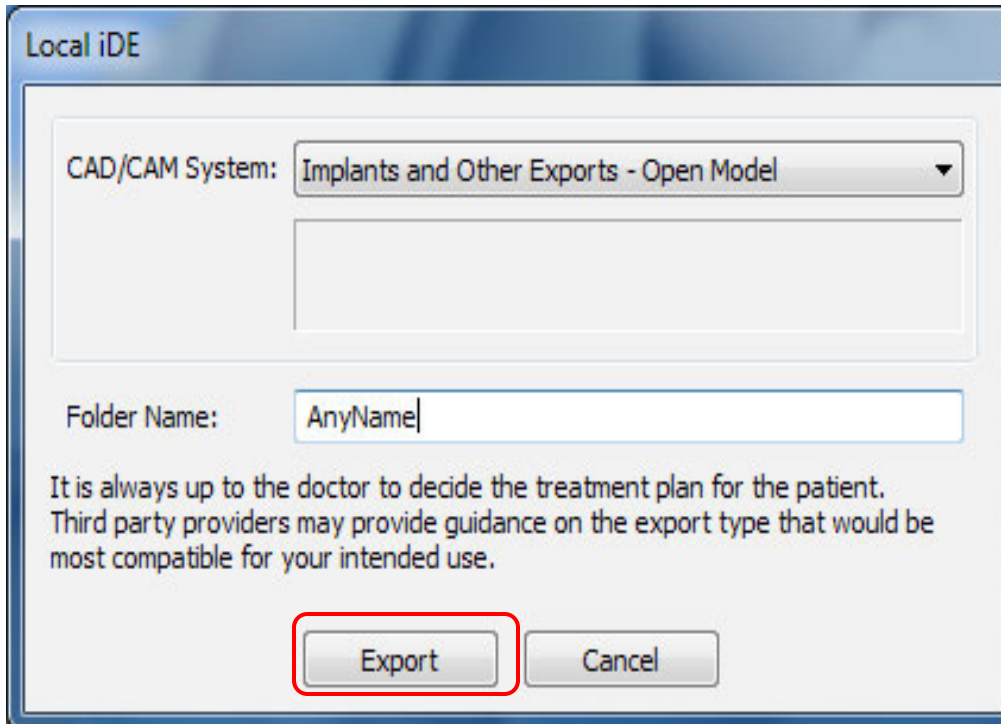 Local iDE
CAD/CAM System: Implants and Other Exports - Open Model
Folder Name: AnyName
It is always up to the doctor to decide the treatment plan for the patient.
Third party providers may provide guidance on the export type that would be
most compatible for your intended use.
Export Cancel